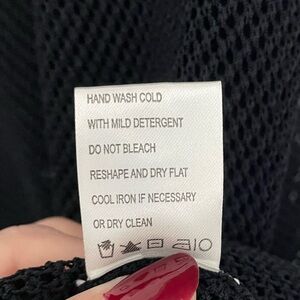 HAND WASH COLD
WITH MILD DETERGENT
DO NOT BLEACH
RESHAPE AND DRY FLAT
COOL IRON IF NECESSARY
OR DRY CLEAN